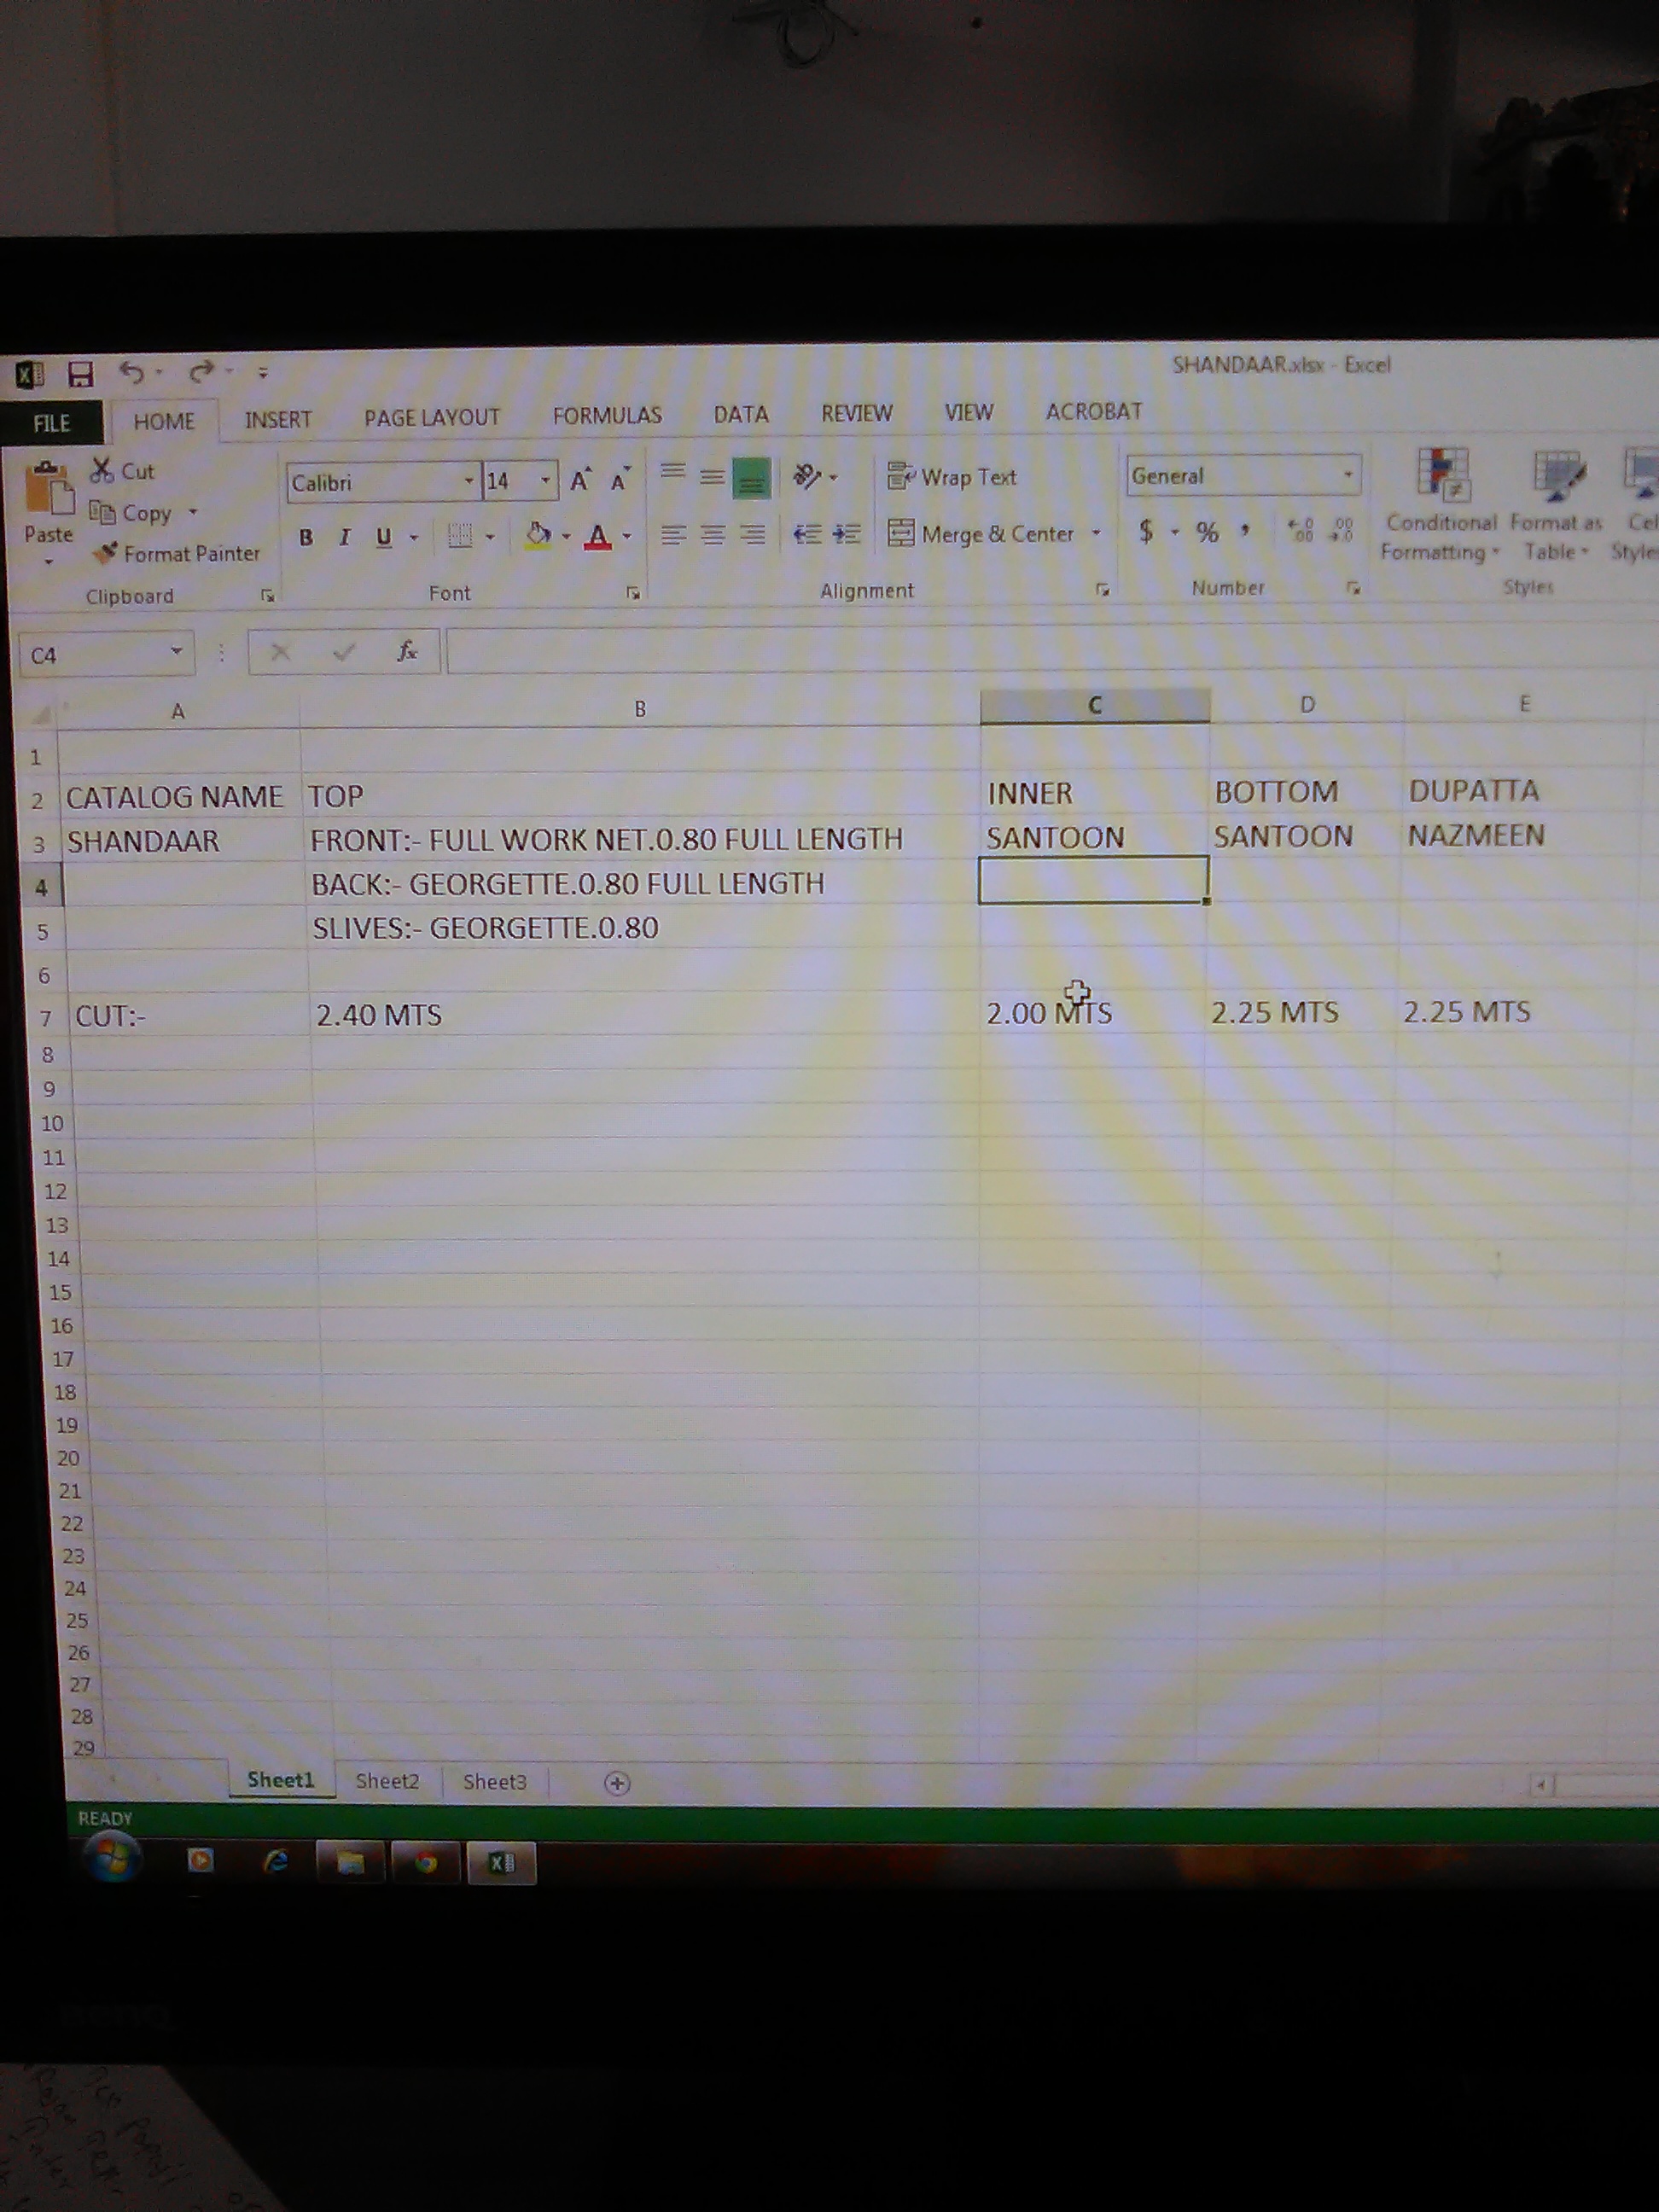 SHANDAAR.xlsx - Excel
FILE HOME INSERT PAGE LAYOUT FORMULAS DATA REVIEW VIEW ACROBAT
Cut
Copy
Paste
Format Painter
Calibri 14
B I U
Wrap Text
Merge & Center
General
$ % ,
Conditional Formatting
Format as Table
Clipboard Font Alignment Number Styles
C4 fx
A B C D E
1
2 CATALOG NAME TOP INNER BOTTOM DUPATTA
3 SHANDAAR FRONT:- FULL WORK NET.0.80 FULL LENGTH SANTOON SANTOON NAZMEEN
4 BACK:- GEORGETTE.0.80 FULL LENGTH
5 SLIVES:- GEORGETTE.0.80
6
7 CUT:- 2.40 MTS 2.00 MTS 2.25 MTS 2.25 MTS
8
9
10
11
12
13
14
15
16
17
18
19
20
21
22
23
24
25
26
27
28
29
Sheet1 Sheet2 Sheet3
READY